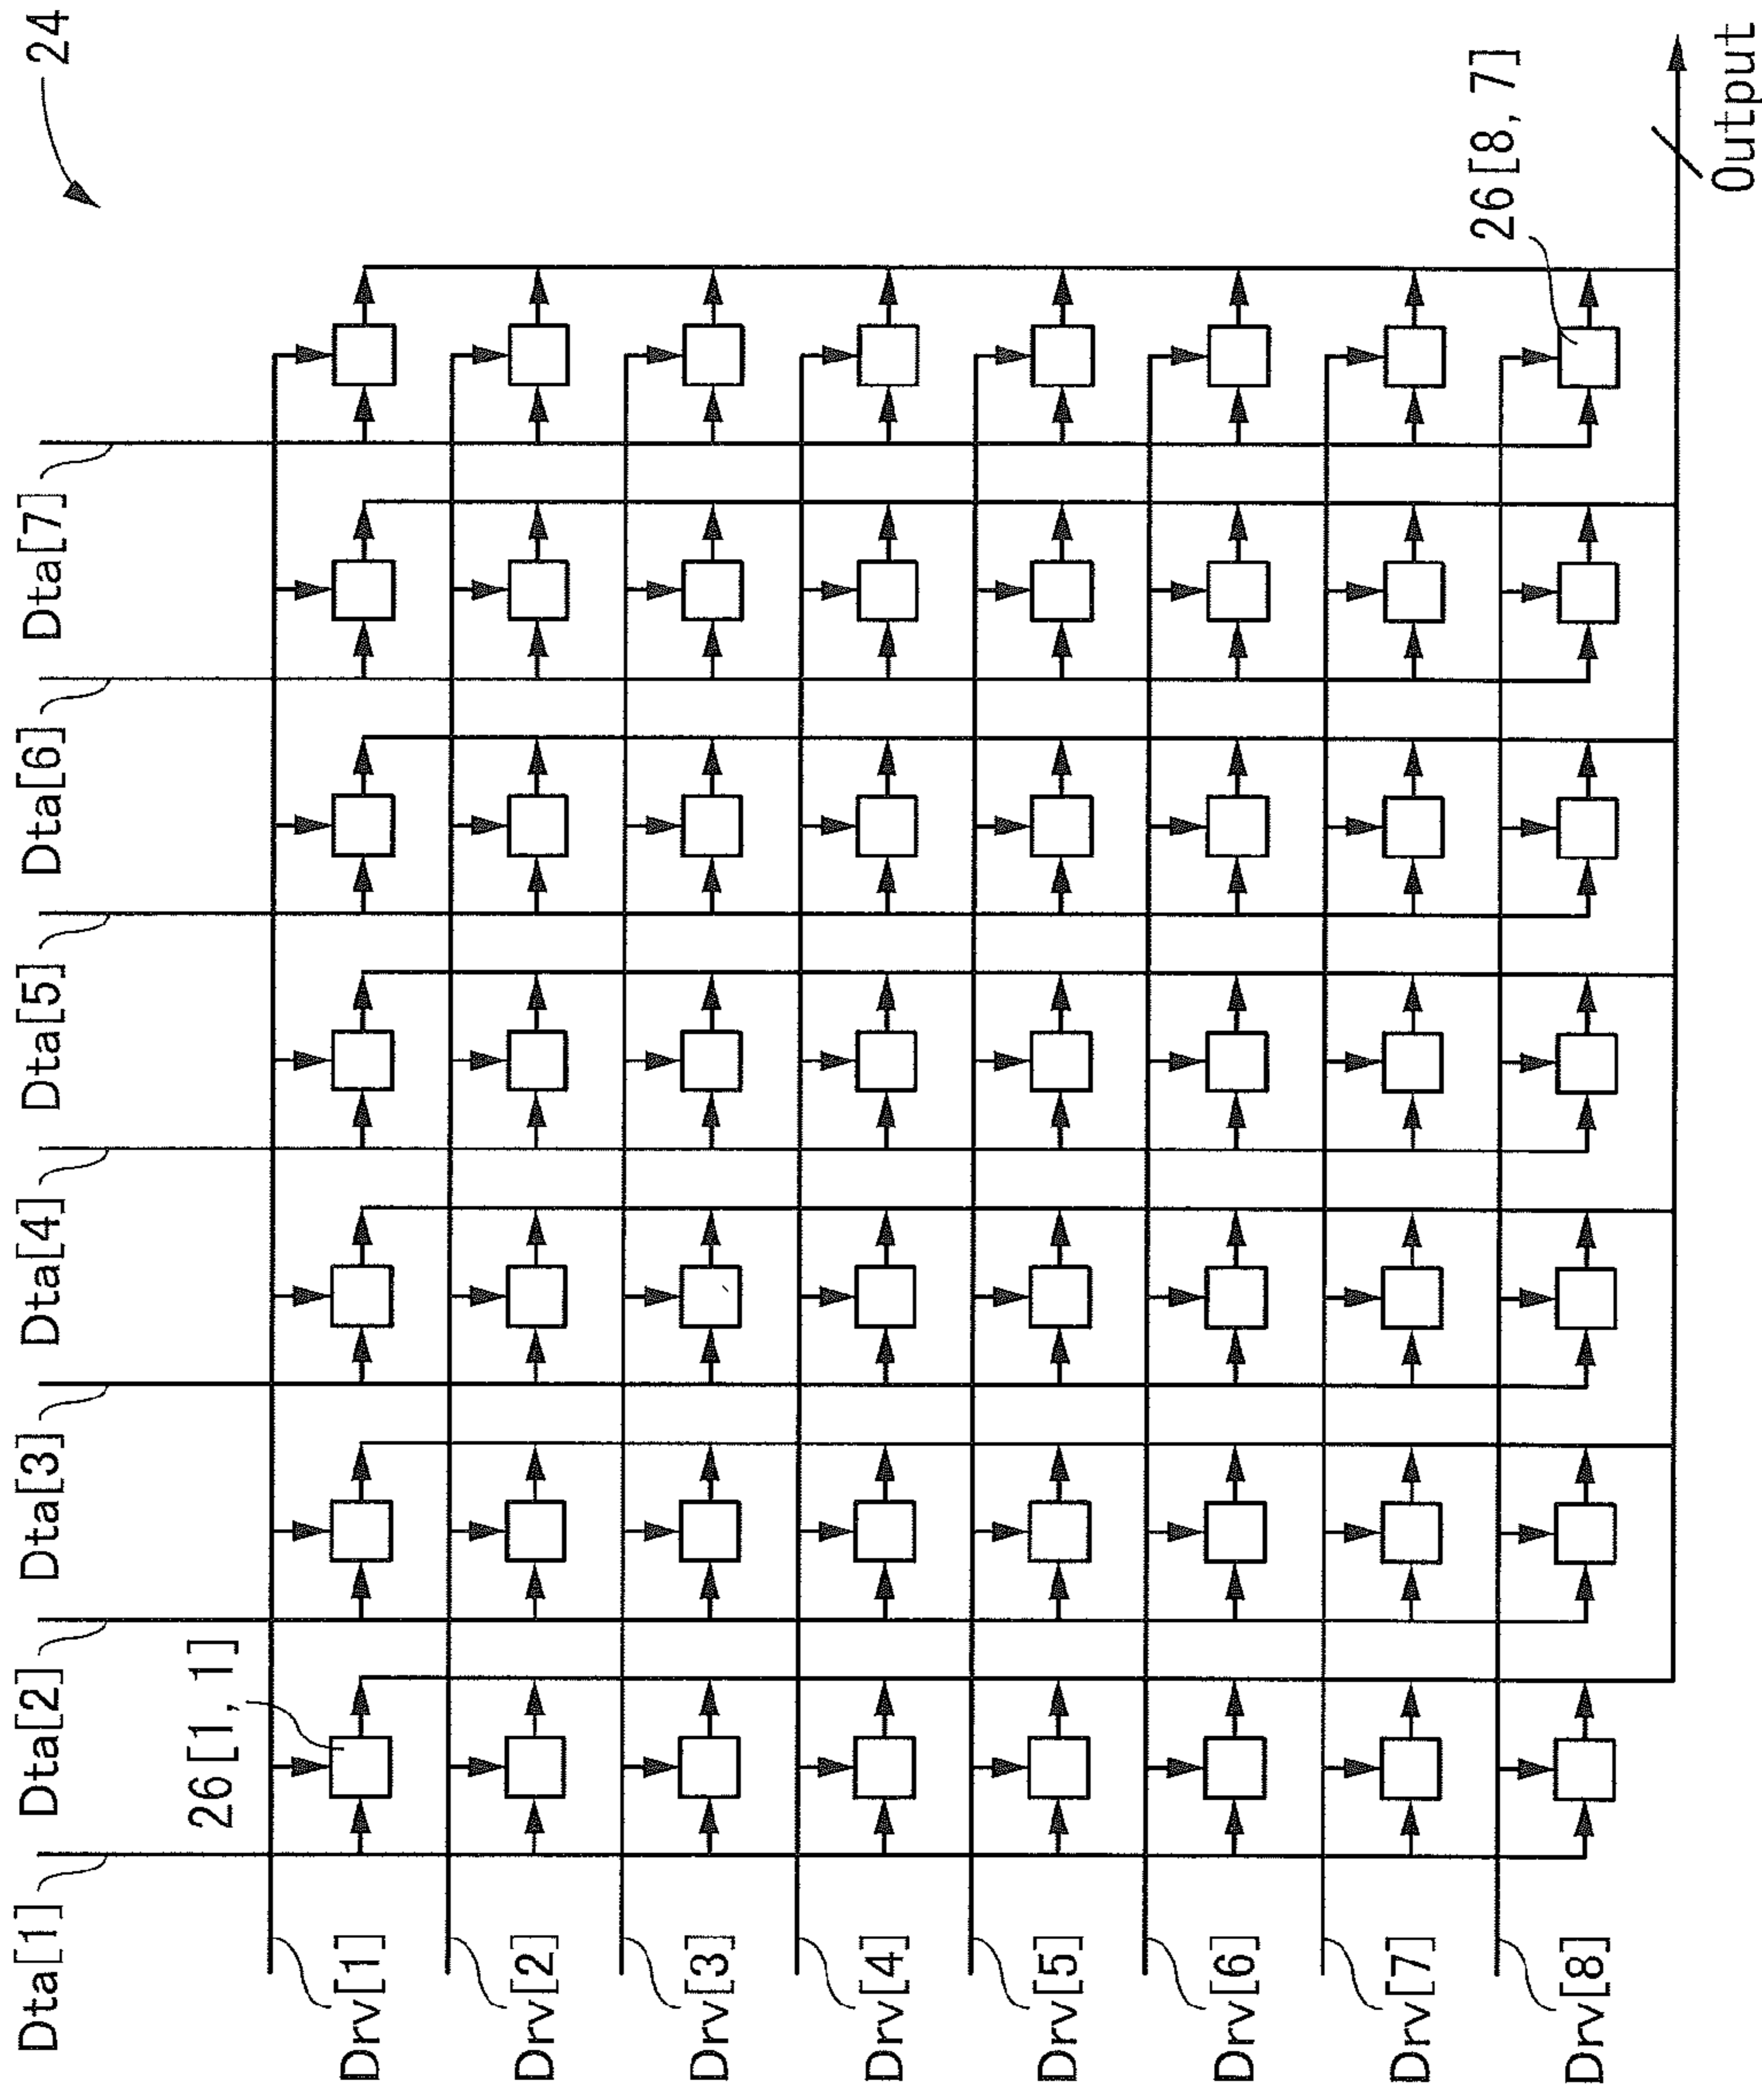 24
Dta[1]
Dta[2]
Dta[3]
Dta[4]
Dta[5]
Dta[6]
Dta[7]
26[1,1]
Drv[1]
Drv[2]
Drv[3]
Drv[4]
Drv[5]
Drv[6]
Drv[7]
Drv[8]
26[8,7]
Output